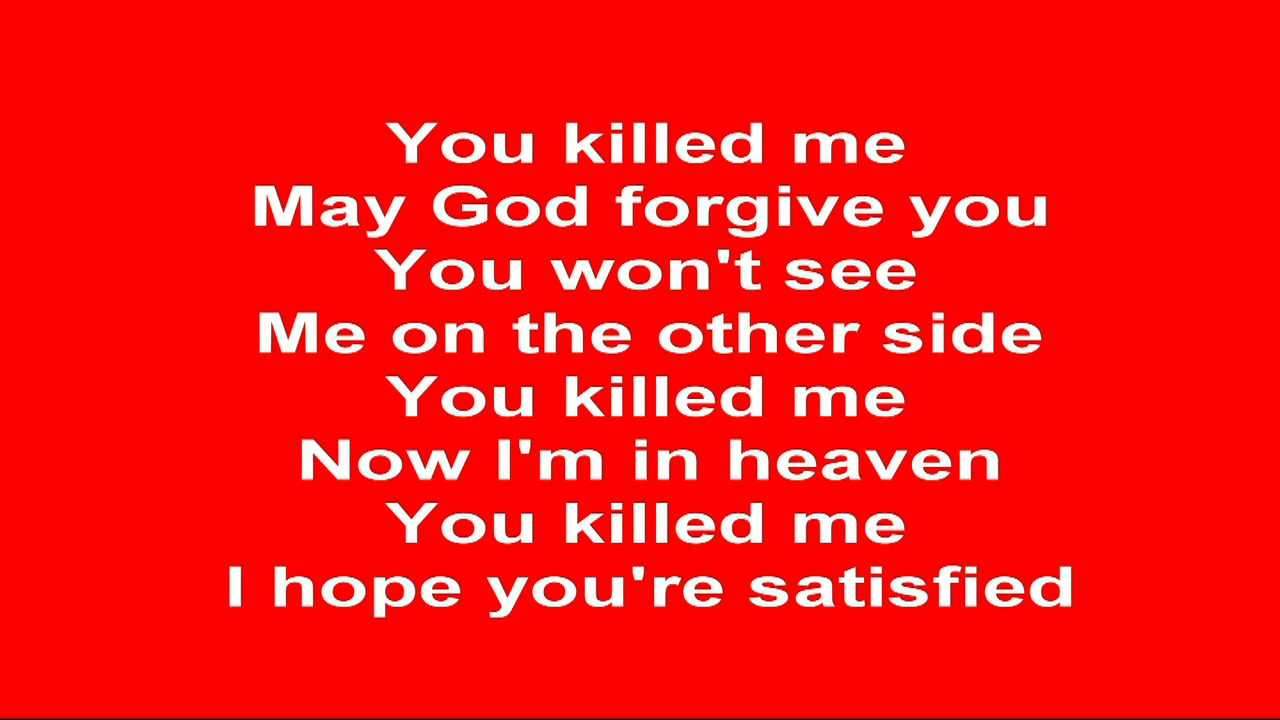 You killed me
May God forgive you
You won't see
Me on the other side
You killed me
Now I'm in heaven
You killed me
I hope you're satisfied